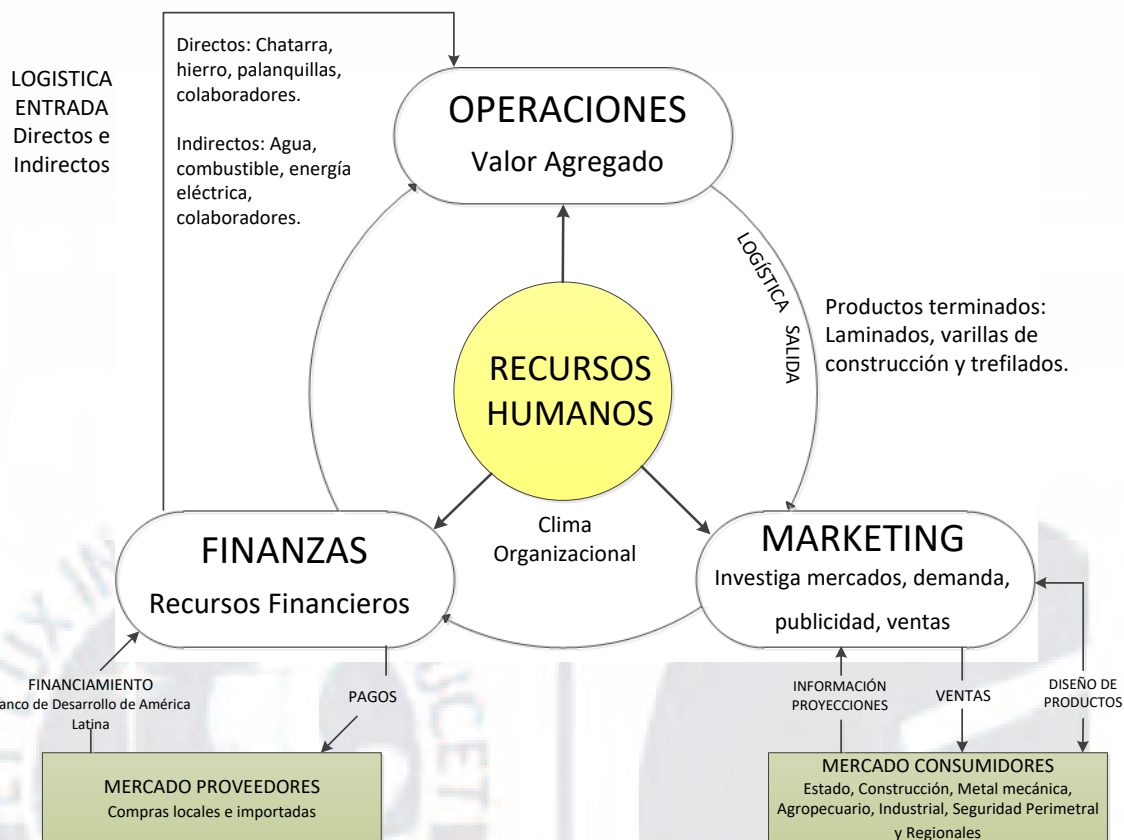 LOGISTICA
ENTRADA
Directos e
Indirectos
Directos: Chatarra,
hierro, palanquillas,
colaboradores.
Indirectos: Agua,
combustible, energía
eléctrica,
colaboradores.
OPERACIONES
Valor Agregado
LOGÍSTICA SALIDA
Productos terminados:
Laminados, varillas de
construcción y trefilados.
RECURSOS
HUMANOS
Clima
Organizacional
FINANZAS
Recursos Financieros
MARKETING
Investiga mercados, demanda,
publicidad, ventas
FINANCIAMIENTO
anco de Desarrollo de América
Latina
PAGOS
INFORMACIÓN
PROYECCIONES
VENTAS
DISEÑO DE
PRODUCTOS
MERCADO PROVEEDORES
Compras locales e importadas
MERCADO CONSUMIDORES
Estado, Construcción, Metal mecánica,
Agropecuario, Industrial, Seguridad Perimetral
y Regionales